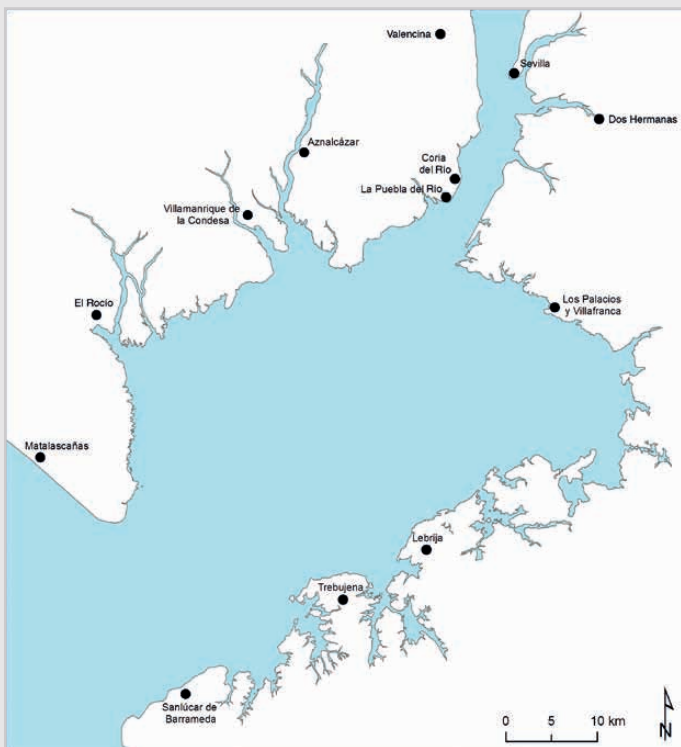 Valencina
Sevilla
Dos Hermanas
Aznalcázar
Coria
del Río
La Puebla del Río
Villamanrique de
la Condesa
El Rocío
Los Palacios
y Villafranca
Matalascañas
Lebrija
Trebujena
Sanlúcar de
Barrameda
0 5 10 km
N